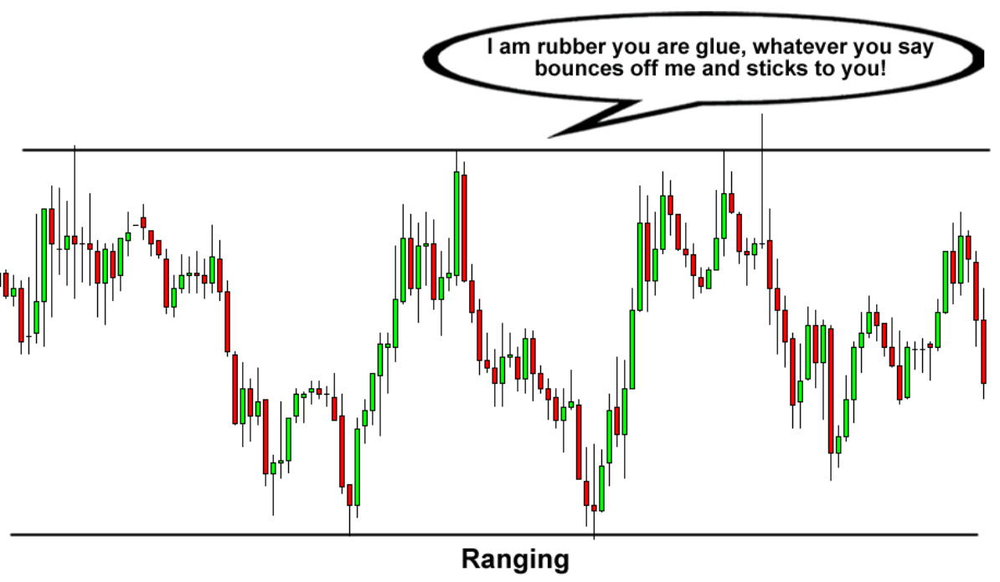 I am rubber you are glue, whatever you say
bounces off me and sticks to you!
Ranging